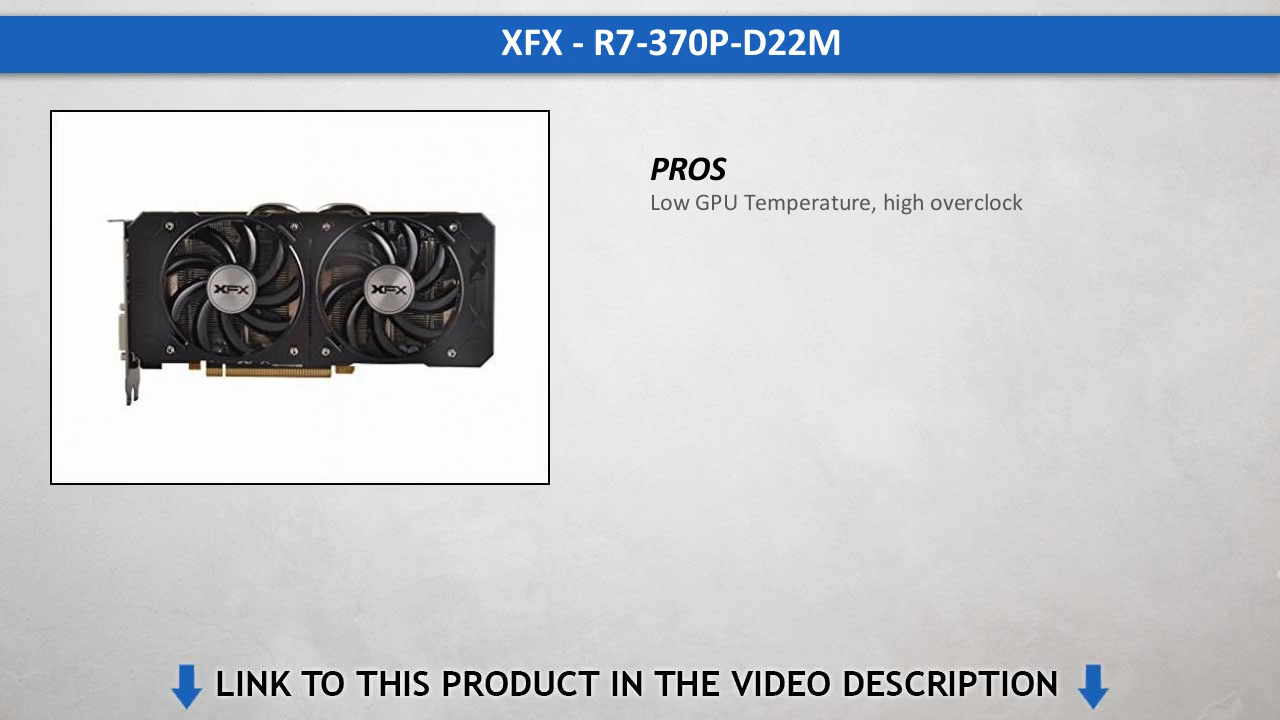 XFX - R7-370P-D22M
PROS
Low GPU Temperature, high overclock
XFX XFX
LINK TO THIS PRODUCT IN THE VIDEO DESCRIPTION